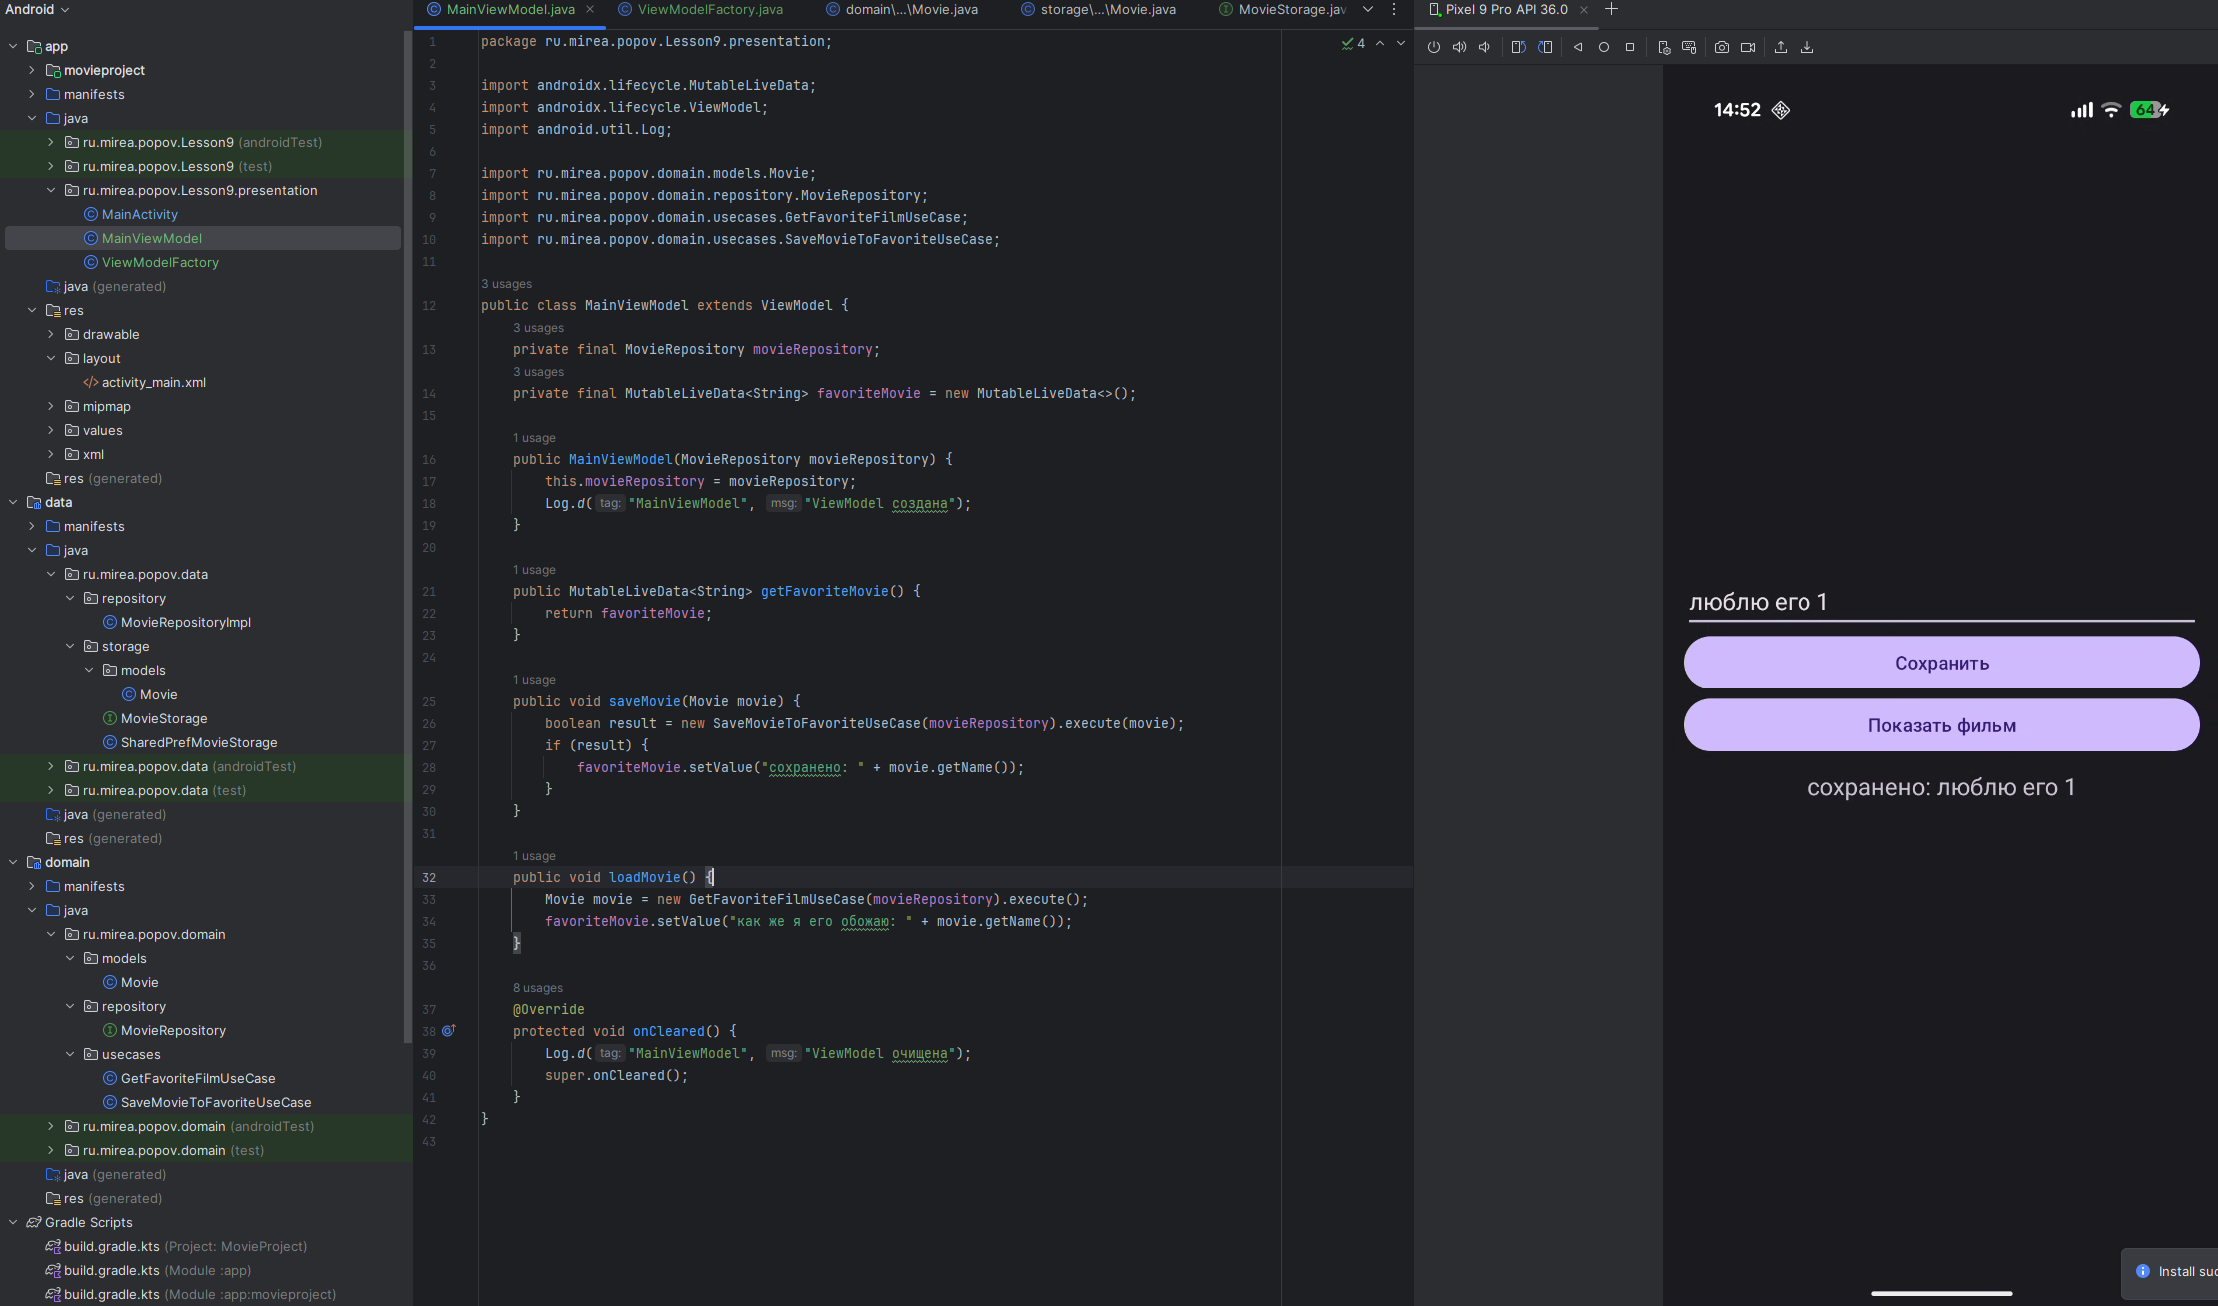 Android
app
movieproject
manifests
java
ru.mirea.popov.Lesson9 (androidTest)
ru.mirea.popov.Lesson9 (test)
ru.mirea.popov.Lesson9.presentation
MainActivity
MainViewModel
ViewModelFactory
java (generated)
res
drawable
layout
activity_main.xml
mipmap
values
xml
res (generated)
data
manifests
java
ru.mirea.popov.data
repository
MovieRepositoryImpl
storage
models
Movie
MovieStorage
SharedPrefMovieStorage
ru.mirea.popov.data (androidTest)
ru.mirea.popov.data (test)
java (generated)
res (generated)
domain
manifests
java
ru.mirea.popov.domain
models
Movie
repository
MovieRepository
usecases
GetFavoriteFilmUseCase
SaveMovieToFavoriteUseCase
ru.mirea.popov.domain (androidTest)
ru.mirea.popov.domain (test)
java (generated)
res (generated)
Gradle Scripts
build.gradle.kts (Project: MovieProject)
build.gradle.kts (Module :app)
build.gradle.kts (Module :app:movieproject)
MainViewModel.java ViewModelFactory.java domain\...\Movie.java storage\...\Movie.java MovieStorage.jav
4
1 package ru.mirea.popov.Lesson9.presentation;
2
3 import androidx.lifecycle.MutableLiveData;
4 import androidx.lifecycle.ViewModel;
5 import android.util.Log;
6
7 import ru.mirea.popov.domain.models.Movie;
8 import ru.mirea.popov.domain.repository.MovieRepository;
9 import ru.mirea.popov.domain.usecases.GetFavoriteFilmUseCase;
10 import ru.mirea.popov.domain.usecases.SaveMovieToFavoriteUseCase;
11
3 usages
12 public class MainViewModel extends ViewModel {
3 usages
13 private final MovieRepository movieRepository;
3 usages
14 private final MutableLiveData<String> favoriteMovie = new MutableLiveData<>();
15
1 usage
16 public MainViewModel(MovieRepository movieRepository) {
17 this.movieRepository = movieRepository;
18 Log.d( tag: "MainViewModel", msg: "ViewModel создана");
19 }
20
1 usage
21 public MutableLiveData<String> getFavoriteMovie() {
22 return favoriteMovie;
23 }
24
1 usage
25 public void saveMovie(Movie movie) {
26 boolean result = new SaveMovieToFavoriteUseCase(movieRepository).execute(movie);
27 if (result) {
28 favoriteMovie.setValue("сохранено: " + movie.getName());
29 }
30 }
31
1 usage
32 public void loadMovie() {
33 Movie movie = new GetFavoriteFilmUseCase(movieRepository).execute();
34 favoriteMovie.setValue("как же я его обожаю: " + movie.getName());
35 }
36
8 usages
37 @Override
38 protected void onCleared() {
39 Log.d( tag: "MainViewModel", msg: "ViewModel очищена");
40 super.onCleared();
41 }
42 }
43
Pixel 9 Pro API 36.0
14:52 64
люблю его 1
Сохранить
Показать фильм
сохранено: люблю его 1
Install suc